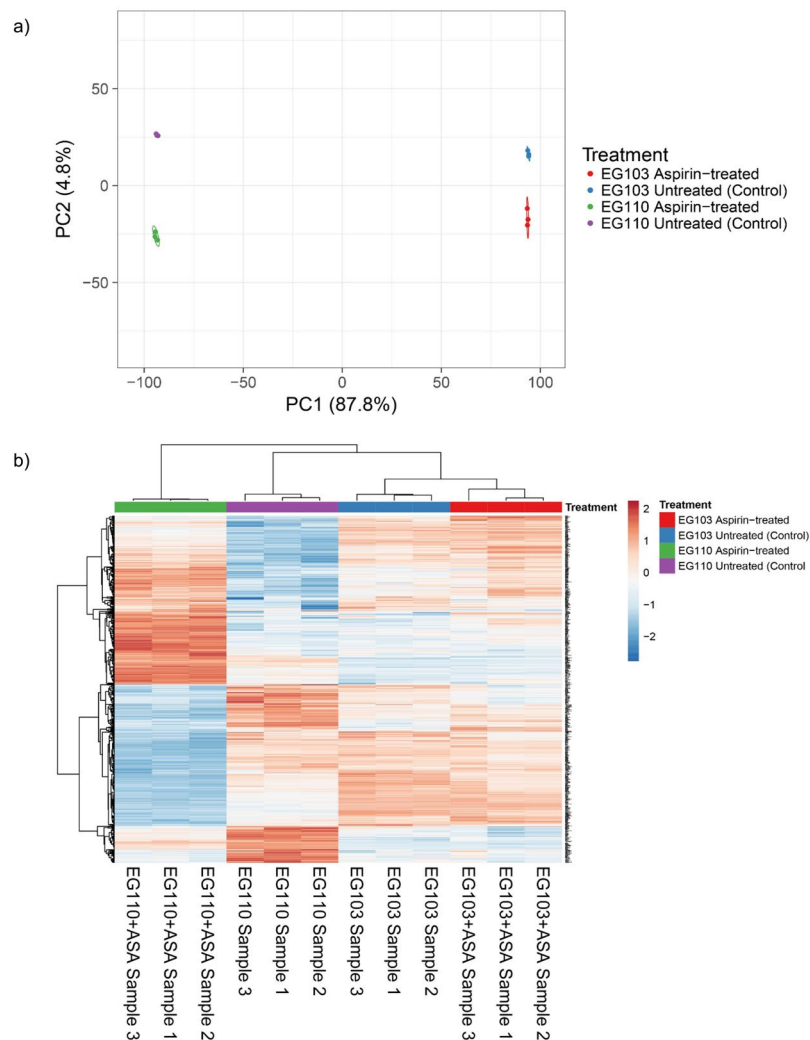 a)
50
0
−50
PC2 (4.8%)
−100
−50
0
50
100
PC1 (87.8%)
Treatment
EG103 Aspirin−treated
EG103 Untreated (Control)
EG110 Aspirin−treated
EG110 Untreated (Control)
b)
Treatment
2
1
0
−1
−2
Treatment
EG103 Aspirin−treated
EG103 Untreated (Control)
EG110 Aspirin−treated
EG110 Untreated (Control
EG110+ASA Sample 3
EG110+ASA Sample 1
EG110+ASA Sample 2
EG110 Sample 3
EG110 Sample 1
EG110 Sample 2
EG103 Sample 3
EG103 Sample 1
EG103 Sample 2
EG103+ASA Sample 3
EG103+ASA Sample 1
EG103+ASA Sample 2